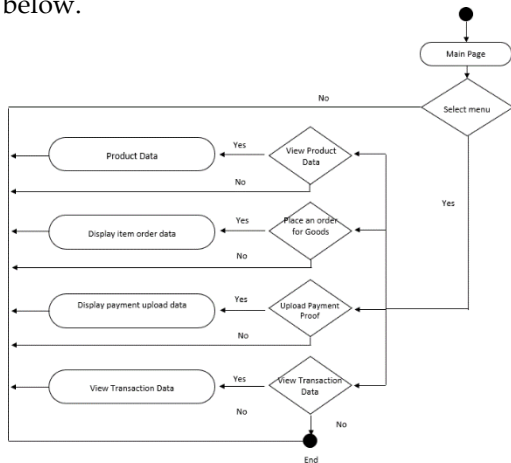 below.
Main Page
Select menu
No
Yes
View Product
Data
Yes
Product Data
No
Place an order
for Goods
Yes
Display item order data
No
Upload Payment
Proof
Yes
Display payment upload data
No
View Transaction
Data
Yes
View Transaction Data
No
No
End